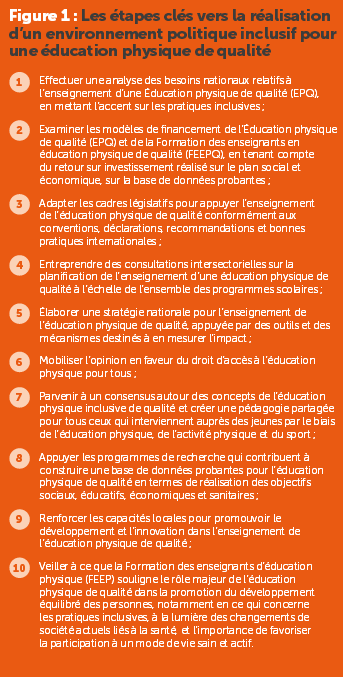 Figure 1 : Les étapes clés vers la réalisation
d'un environnement politique inclusif pour
une éducation physique de qualité
1 Effectuer une analyse des besoins nationaux relatifs à
l'enseignement d'une Éducation physique de qualité (EPQ),
en mettant l'accent sur les pratiques inclusives ;
2 Examiner les modèles de financement de l'Éducation physique
de qualité (EPQ) et de la Formation des enseignants en
éducation physique de qualité (FEEPQ), en tenant compte
du retour sur investissement réalisé sur le plan social et
économique, sur la base de données probantes ;
3 Adapter les cadres législatifs pour appuyer l'enseignement
de l'éducation physique de qualité conformément aux
conventions, déclarations, recommandations et bonnes
pratiques internationales ;
4 Entreprendre des consultations intersectorielles sur la
planification de l'enseignement d'une éducation physique de
qualité à l'échelle de l'ensemble des programmes scolaires ;
5 Élaborer une stratégie nationale pour l'enseignement de
l'éducation physique de qualité, appuyée par des outils et des
mécanismes destinés à en mesurer l'impact ;
6 Mobiliser l'opinion en faveur du droit d'accès à l'éducation
physique pour tous ;
7 Parvenir à un consensus autour des concepts de l'éducation
physique inclusive de qualité et créer une pédagogie partagée
pour tous ceux qui interviennent auprès des jeunes par le biais
de l'éducation physique, de l'activité physique et du sport ;
8 Appuyer les programmes de recherche qui contribuent à
construire une base de données probantes pour l'éducation
physique de qualité en termes de réalisation des objectifs
sociaux, éducatifs, économiques et sanitaires ;
9 Renforcer les capacités locales pour promouvoir le
développement et l'innovation dans l'enseignement de
l'éducation physique de qualité ;
10 Veiller à ce que la Formation des enseignants d'éducation
physique (FEEP) souligne le rôle majeur de l'éducation
physique de qualité dans la promotion du développement
équilibré des personnes, notamment en ce qui concerne
les pratiques inclusives, à la lumière des changements de
société actuels liés à la santé, et l'importance de favoriser
la participation à un mode de vie sain et actif.